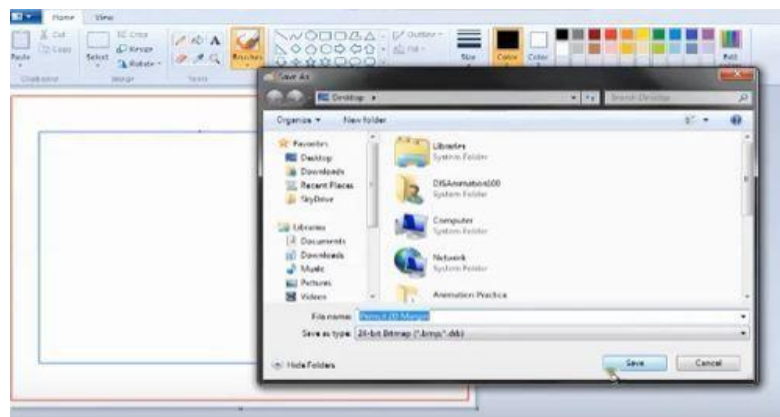 Home View
Cut
Copy
Paste
Select
Crop
Resize
Rotate
Clipboard
Image
Tools
Brushes
Outline
Fill
Size
Color
Color
Edit
Save As
Desktop
Search Desktop
Organize New folder
Favorites
Desktop
Downloads
Recent Places
SkyDrive
Libraries
Documents
Downloads
Music
Pictures
Videos
Libraries
System Folder
DISAnimation100
System Folder
Computer
System Folder
Network
System Folder
Animation Practice
File name:
Save as type: 24-bit Bitmap (*.bmp;*.dib)
Hide Folders
Save Cancel